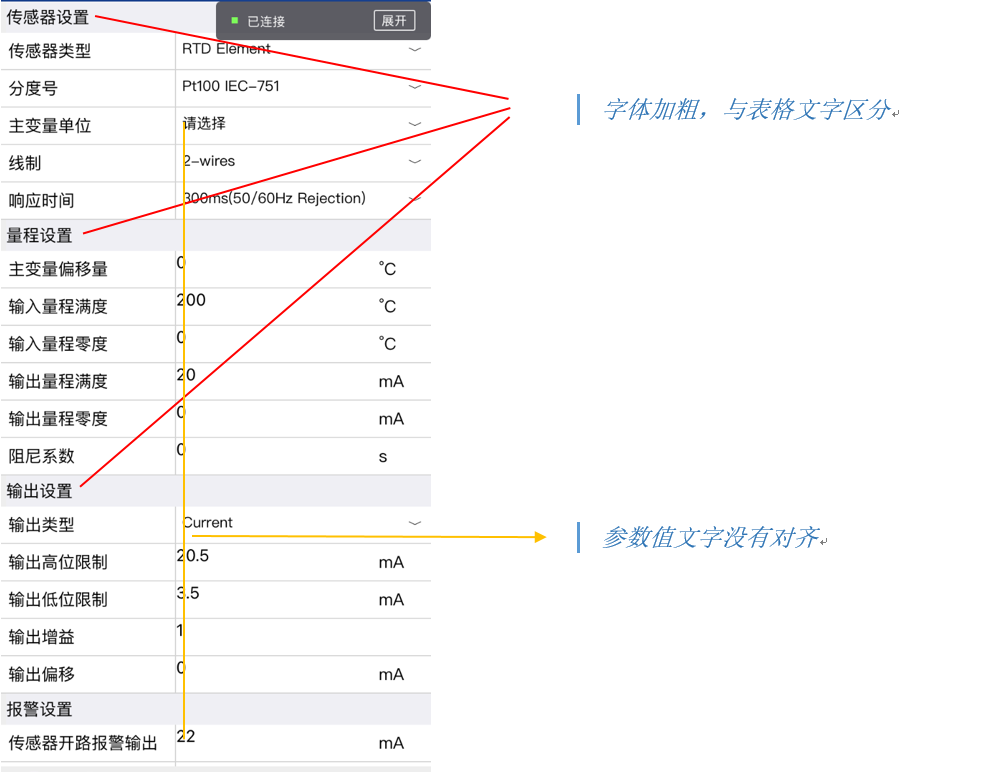 传感器设置
已连接
展开
传感器类型 RTD Element
分度号 Pt100 IEC-751
字体加粗，与表格文字区分
主变量单位 请选择
线制 2-wires
响应时间 300ms(50/60Hz Rejection)
量程设置
主变量偏移量 0 ℃
输入量程满度 200 ℃
输入量程零度 0 ℃
输出量程满度 20 mA
输出量程零度 0 mA
阻尼系数 0 s
输出设置
输出类型 Current
参数值文字没有对齐
输出高位限制 20.5 mA
输出低位限制 3.5 mA
输出增益 1
输出偏移 0 mA
报警设置
传感器开路报警输出 22 mA